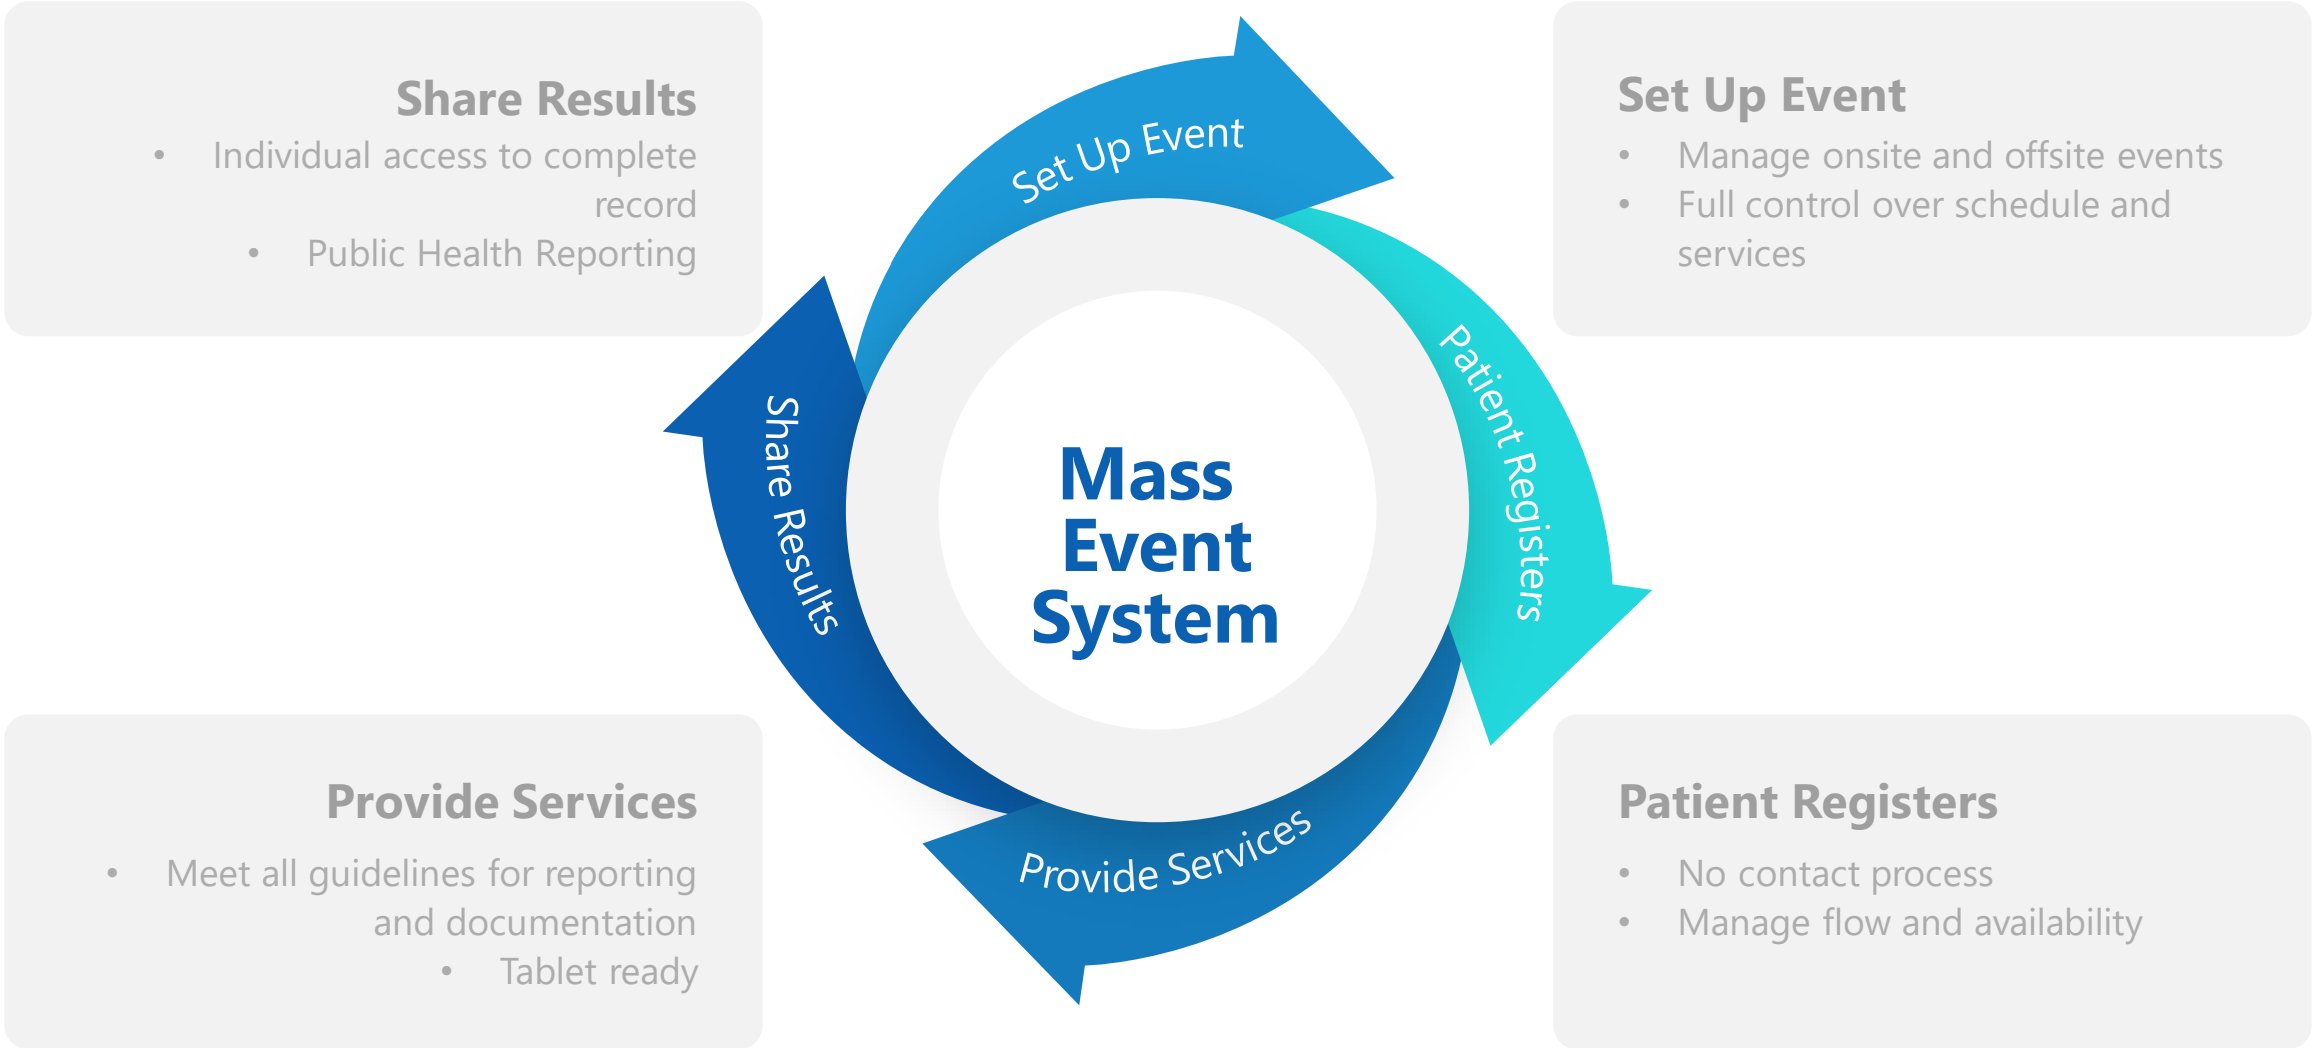 Share Results
• Individual access to complete
record
• Public Health Reporting
Set Up Event
Set Up Event
• Manage onsite and offsite events
• Full control over schedule and
services
Share Results
Mass
Event
System
Patient Registers
Provide Services
• Meet all guidelines for reporting
and documentation
• Tablet ready
Provide Services
Patient Registers
• No contact process
• Manage flow and availability